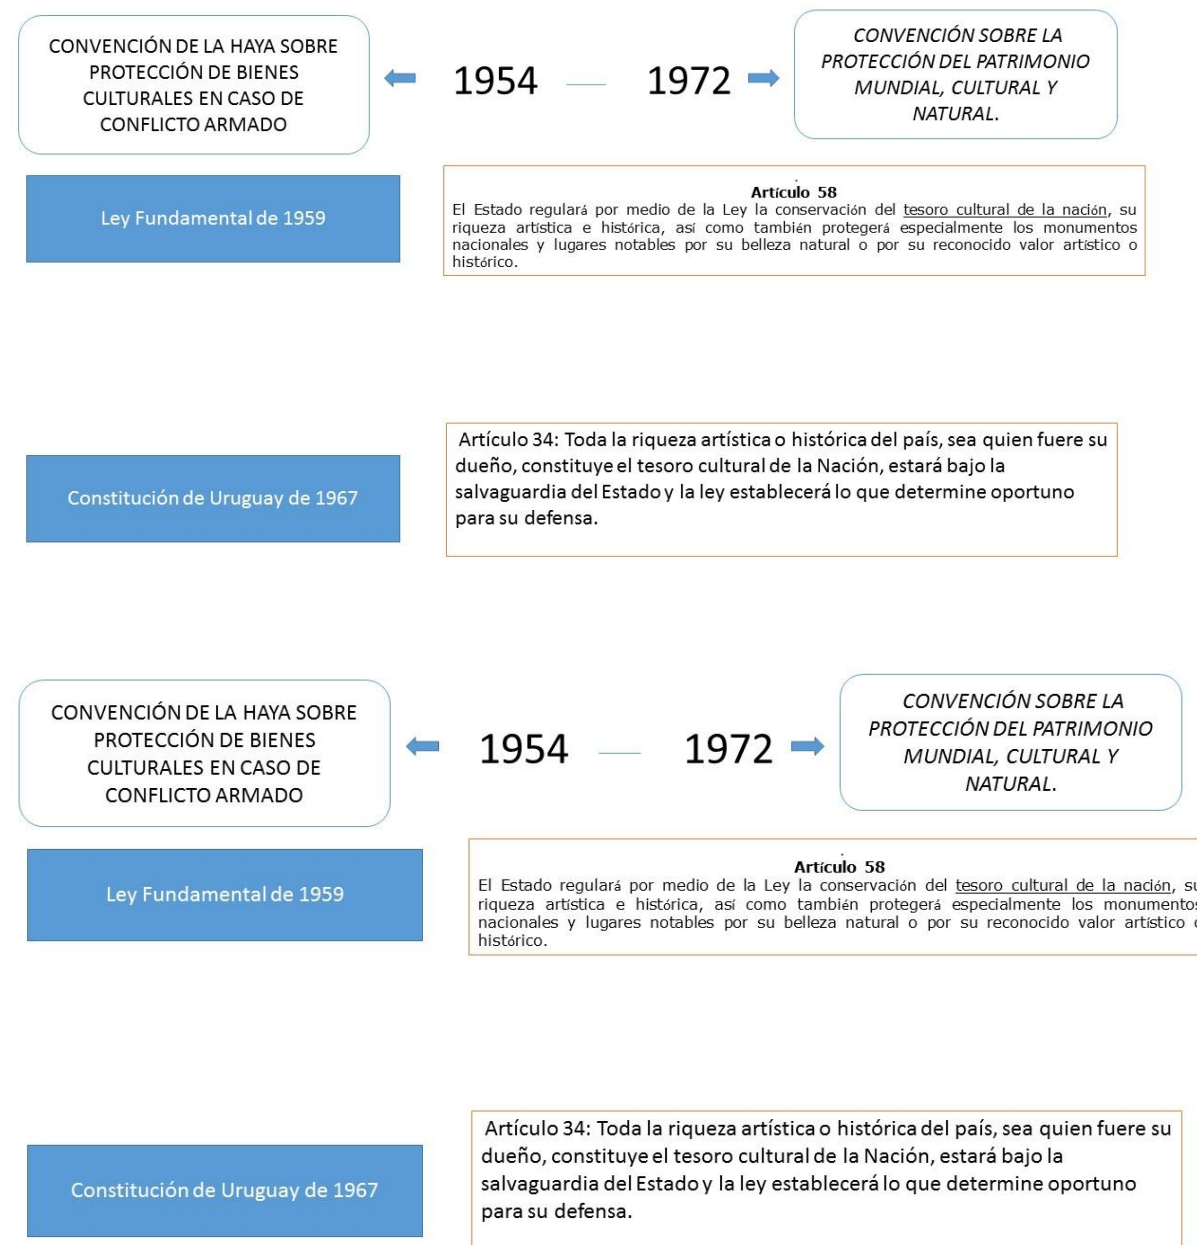 CONVENCIÓN DE LA HAYA SOBRE
PROTECCIÓN DE BIENES
CULTURALES EN CASO DE
CONFLICTO ARMADO
1954
1972
CONVENCIÓN SOBRE LA
PROTECCIÓN DEL PATRIMONIO
MUNDIAL, CULTURAL Y
NATURAL.
Ley Fundamental de 1959
Artículo 58
El Estado regulará por medio de la Ley la conservación del tesoro cultural de la nación, su
riqueza artística e histórica, así como también protegerá especialmente los monumentos
nacionales y lugares notables por su belleza natural o por su reconocido valor artístico o
histórico.
Constitución de Uruguay de 1967
Artículo 34: Toda la riqueza artística o histórica del país, sea quien fuere su
dueño, constituye el tesoro cultural de la Nación, estará bajo la
salvaguardia del Estado y la ley establecerá lo que determine oportuno
para su defensa.
CONVENCIÓN DE LA HAYA SOBRE
PROTECCIÓN DE BIENES
CULTURALES EN CASO DE
CONFLICTO ARMADO
1954
1972
CONVENCIÓN SOBRE LA
PROTECCIÓN DEL PATRIMONIO
MUNDIAL, CULTURAL Y
NATURAL.
Ley Fundamental de 1959
Artículo 58
El Estado regulará por medio de la Ley la conservación del tesoro cultural de la nación, su
riqueza artística e histórica, así como también protegerá especialmente los monumentos
nacionales y lugares notables por su belleza natural o por su reconocido valor artístico o
histórico.
Constitución de Uruguay de 1967
Artículo 34: Toda la riqueza artística o histórica del país, sea quien fuere su
dueño, constituye el tesoro cultural de la Nación, estará bajo la
salvaguardia del Estado y la ley establecerá lo que determine oportuno
para su defensa.